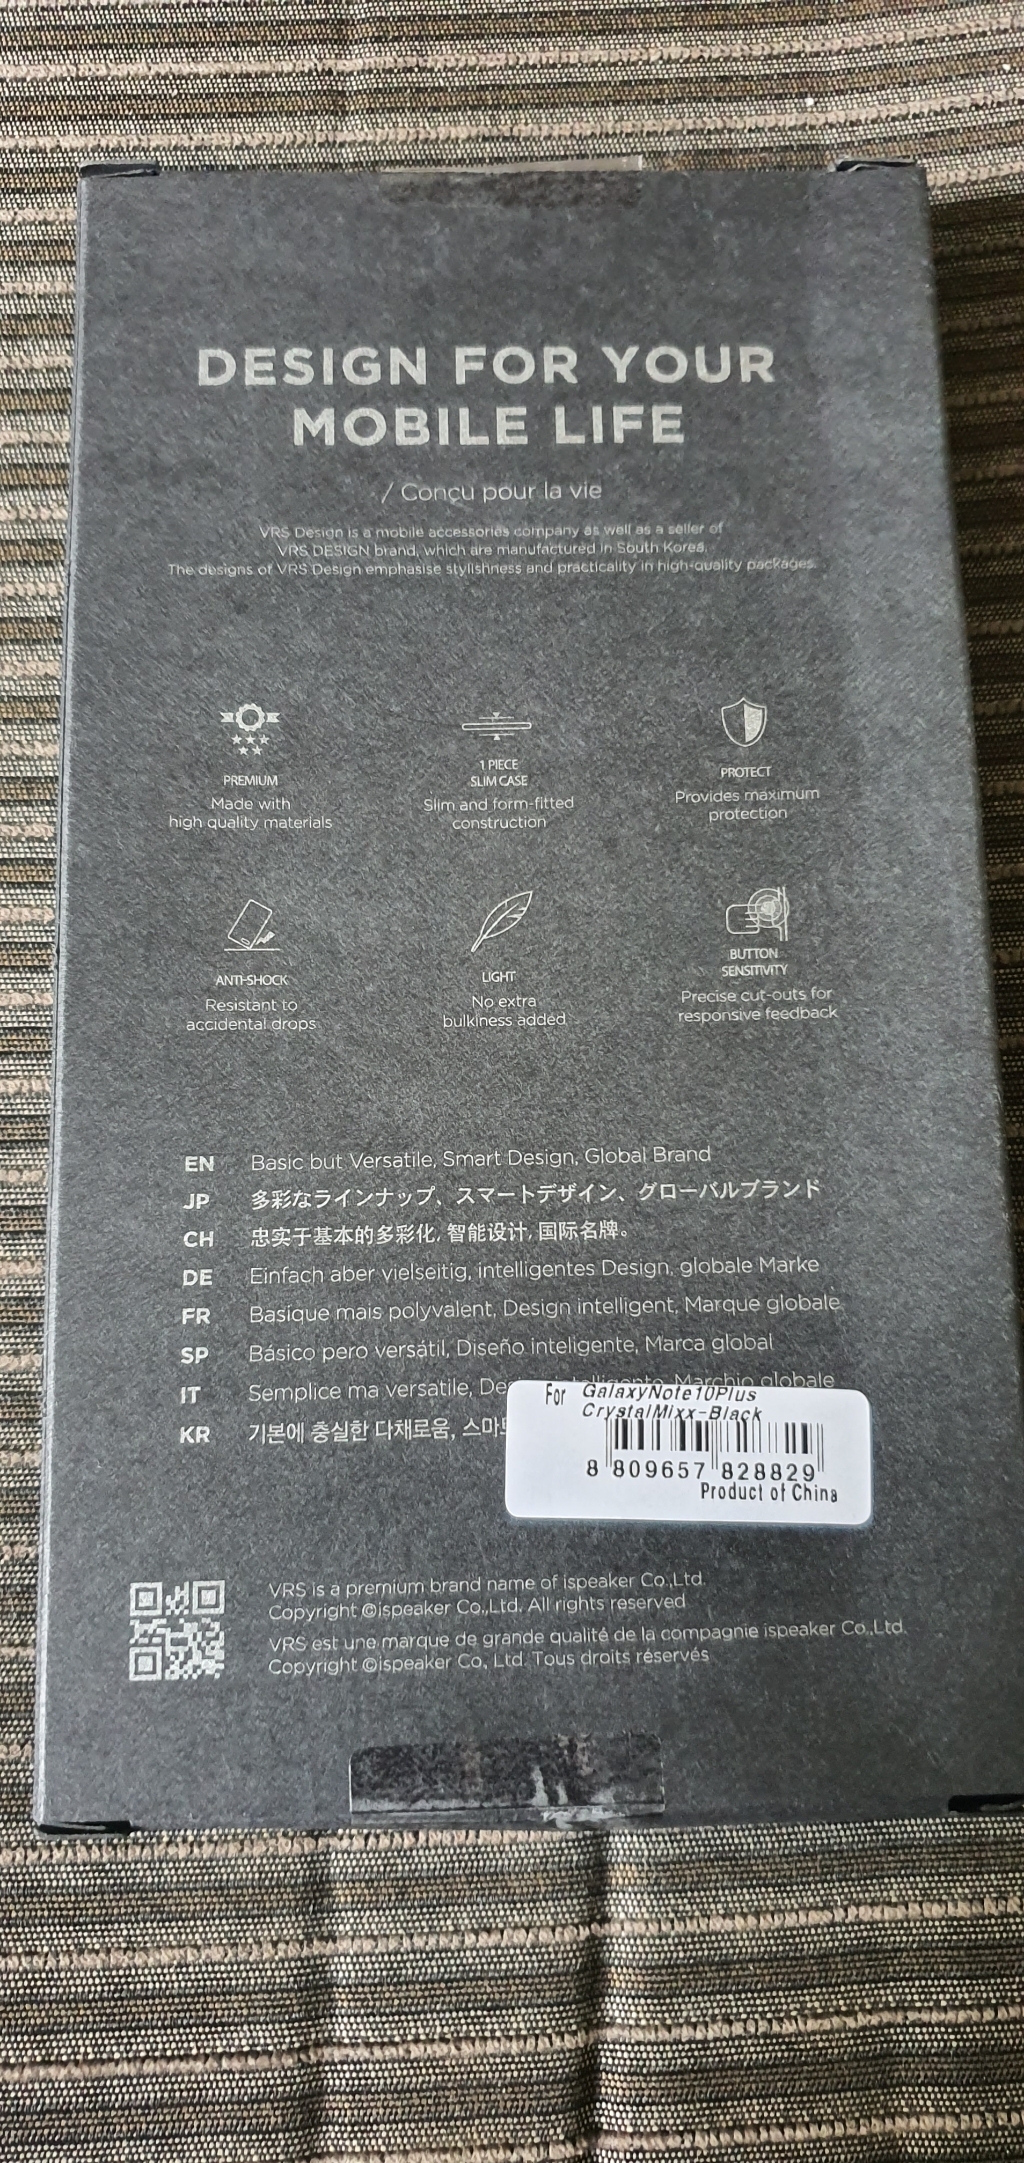 DESIGN FOR YOUR
MOBILE LIFE
/ Conçu pour la vie
VRS Design is a mobile accessories company as well as a seller of
VRS DESIGN brand, which are manufactured in South Korea.
The designs of VRS Design emphasise stylishness and practicality in high-quality packages.
PREMIUM
Made with
high quality materials
1 PIECE
SLIM CASE
Slim and form-fitted
construction
PROTECT
Provides maximum
protection
ANTI-SHOCK
Resistant to
accidental drops
LIGHT
No extra
bulkiness added
BUTTON
SENSITIVITY
Precise cut-outs for
responsive feedback
EN Basic but Versatile, Smart Design, Global Brand
JP 多彩なラインナップ、スマートデザイン、グローバルブランド
CH 忠实于基本的多彩化, 智能设计, 国际名牌。
DE Einfach aber vielseitig, intelligentes Design, globale Marke
FR Basique mais polyvalent, Design intelligent, Marque globale
SP Básico pero versátil, Diseño inteligente, Marca global
IT Semplice ma versatile, Marchio globale
KR 기본에 충실한 다채로움,
For GalaxyNote10Plus
CrystalMixx-Black
8 809657 828829
Product of China
VRS is a premium brand name of ispeaker Co.,Ltd.
Copyright ©ispeaker Co.,Ltd. All rights reserved
VRS est une marque de grande qualité de la compagnie ispeaker Co.,Ltd.
Copyright ©ispeaker Co., Ltd. Tous droits réservés